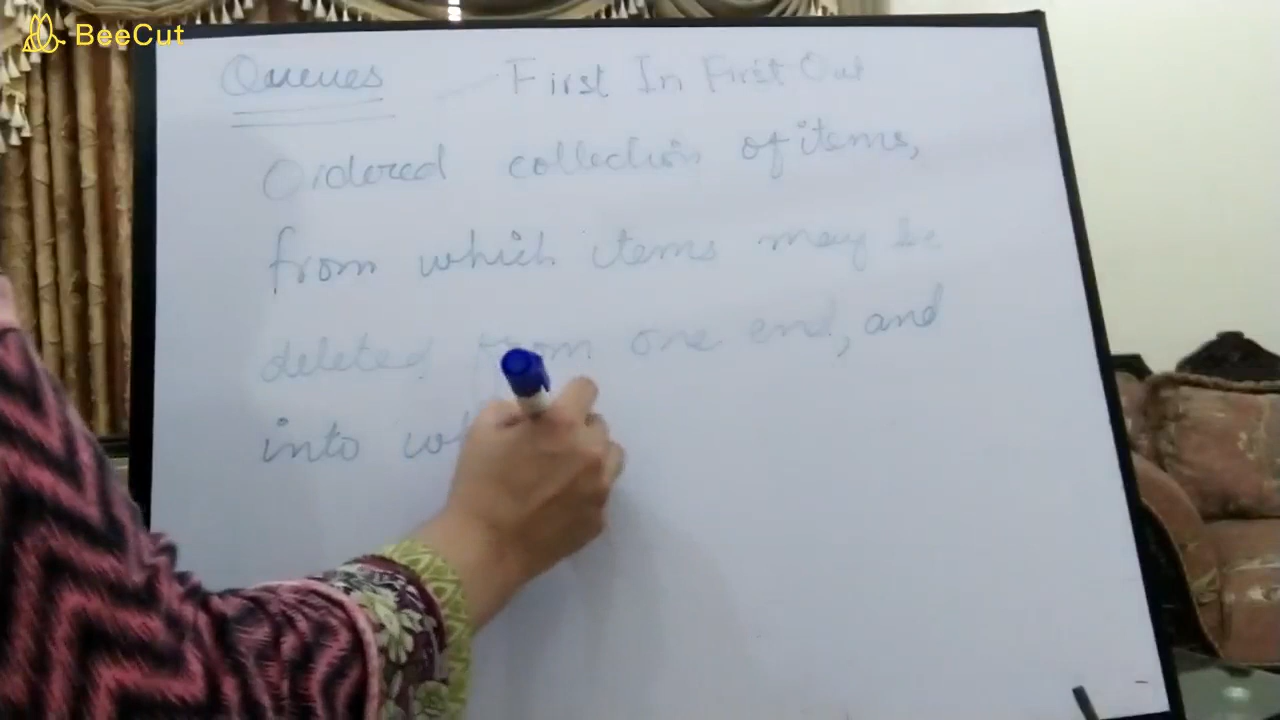 BeeCut
Queues First In First Out
Ordered collection of items,
from which items may be
deleted from one end, and
into wh